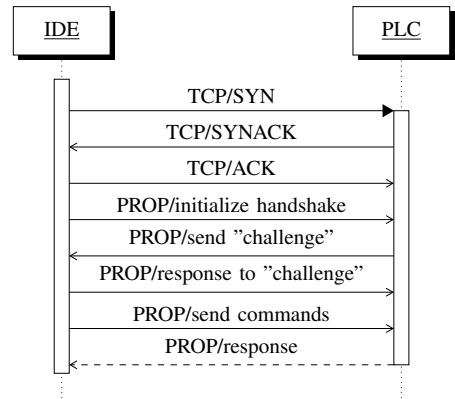 IDE
PLC
TCP/SYN
TCP/SYNACK
TCP/ACK
PROP/initialize handshake
PROP/send ”challenge”
PROP/response to ”challenge”
PROP/send commands
PROP/response